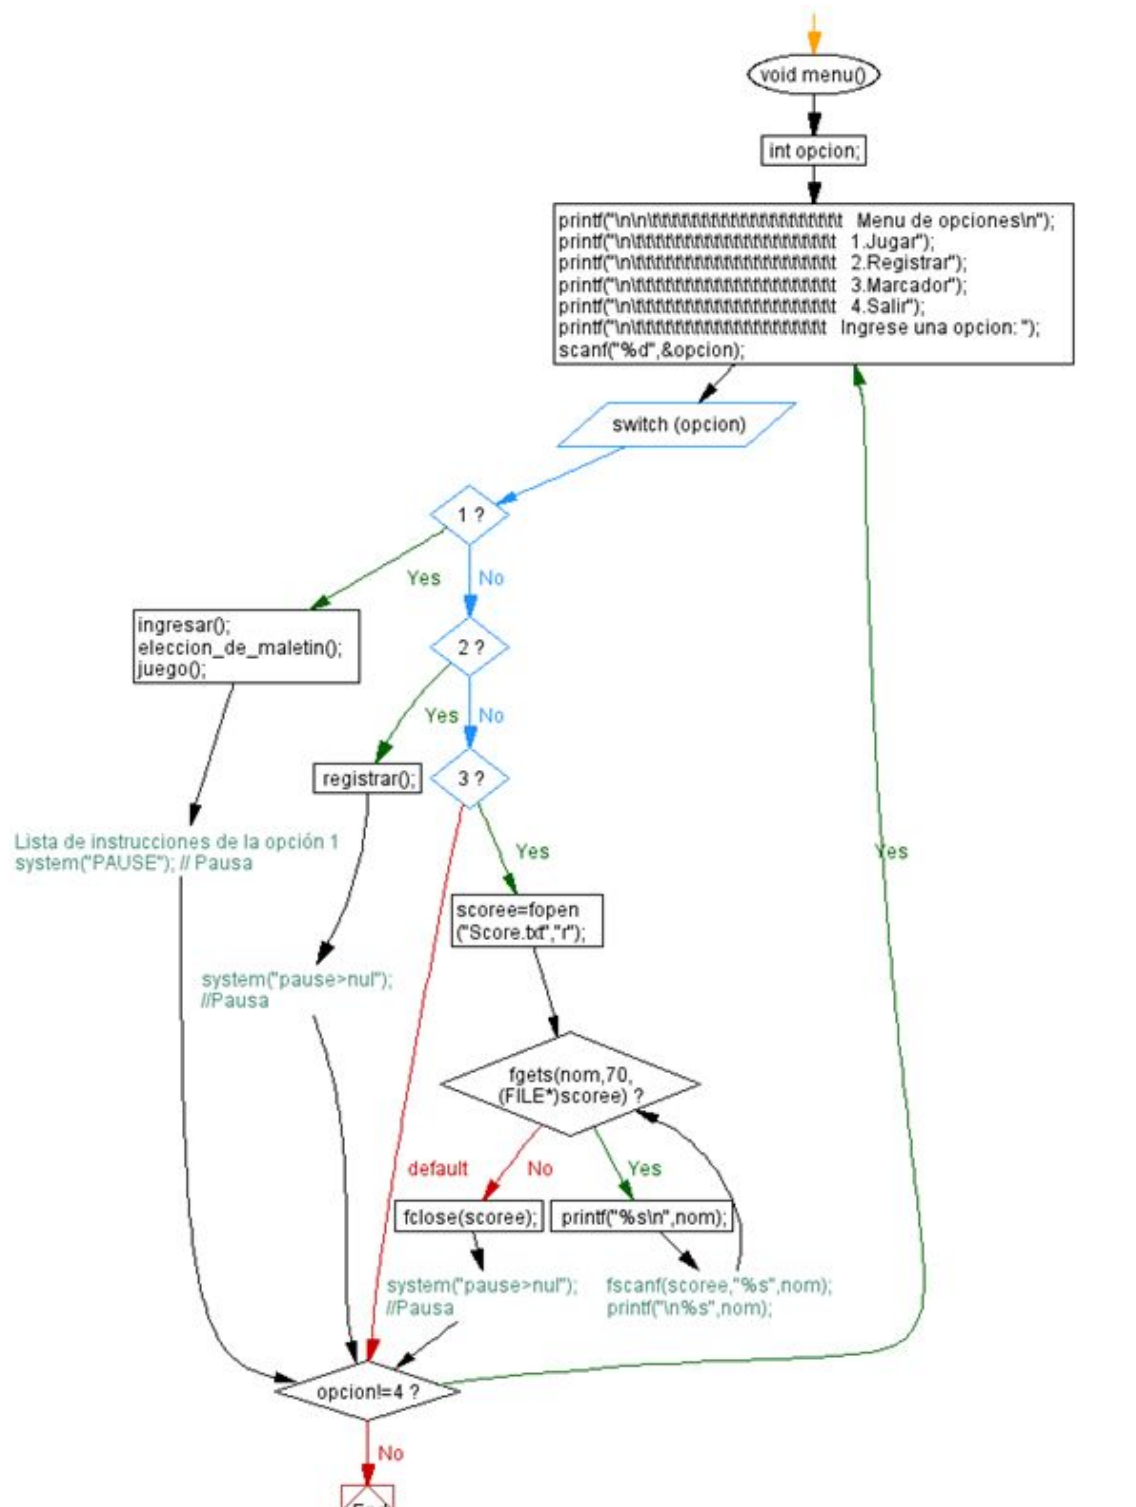 void menu()
int opcion;
printf("\n\n\t\t\t\t\t\t\t\t\t\t\t\t\t\t\t\t\t\t\t\t Menu de opciones\n");
printf("\n\t\t\t\t\t\t\t\t\t\t\t\t\t\t\t\t\t\t\t\t 1.Jugar");
printf("\n\t\t\t\t\t\t\t\t\t\t\t\t\t\t\t\t\t\t\t\t 2.Registrar");
printf("\n\t\t\t\t\t\t\t\t\t\t\t\t\t\t\t\t\t\t\t\t 3.Marcador");
printf("\n\t\t\t\t\t\t\t\t\t\t\t\t\t\t\t\t\t\t\t\t 4.Salir");
printf("\n\t\t\t\t\t\t\t\t\t\t\t\t\t\t\t\t\t\t\t Ingrese una opcion: ");
scanf("%d",&opcion);
switch (opcion)
1 ?
Yes
No
ingresar();
eleccion_de_maletin();
juego();
2 ?
Yes
No
registrar();
3 ?
Lista de instrucciones de la opción 1
system("PAUSE"); // Pausa
Yes
Yes
scoree=fopen
("Score.txt","r");
system("pause>nul");
//Pausa
fgets(nom,70,
(FILE*)scoree) ?
default
No
Yes
fclose(scoree);
printf("%s\n",nom);
system("pause>nul");
//Pausa
fscanf(scoree,"%s",nom);
printf("\n%s",nom);
opcion!=4 ?
No